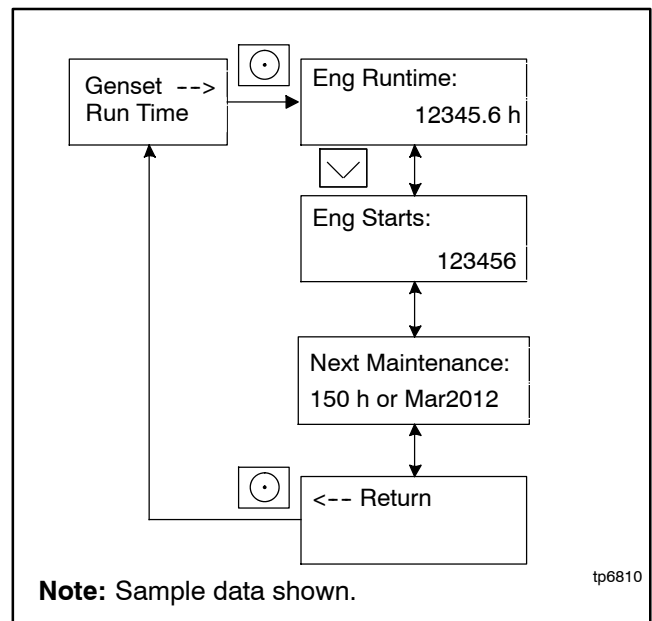 Genset -->
Run Time
Eng Runtime:
12345.6 h
Eng Starts:
123456
Next Maintenance:
150 h or Mar2012
<-- Return
Note: Sample data shown.
tp6810